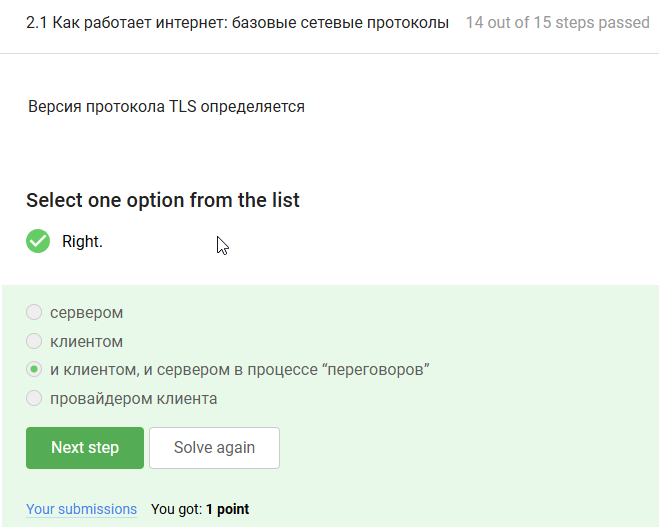 2.1 Как работает интернет: базовые сетевые протоколы 14 out of 15 steps passed
Версия протокола TLS определяется
Select one option from the list
Right.
сервером
клиентом
и клиентом, и сервером в процессе “переговоров”
провайдером клиента
Next step Solve again
Your submissions You got: 1 point